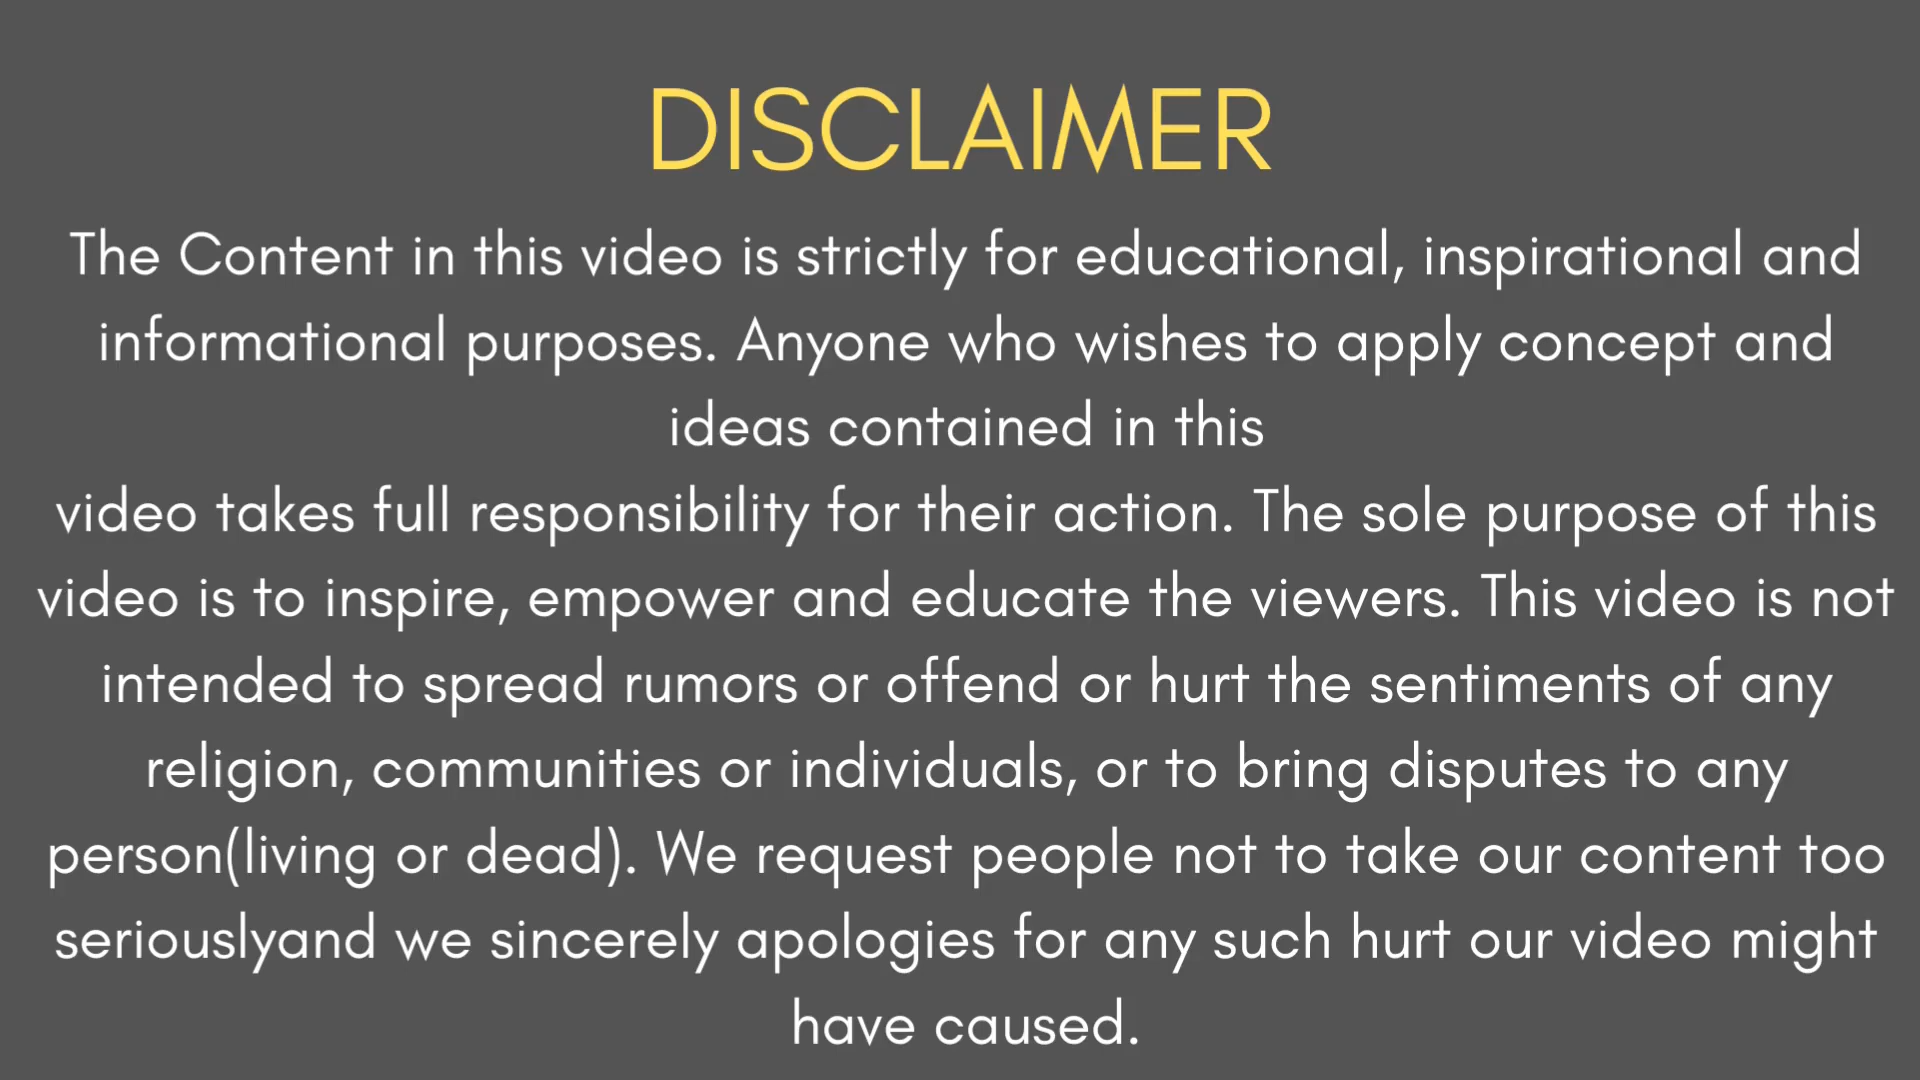 DISCLAIMER
The Content in this video is strictly for educational, inspirational and
informational purposes. Anyone who wishes to apply concept and
ideas contained in this
video takes full responsibility for their action. The sole purpose of this
video is to inspire, empower and educate the viewers. This video is not
intended to spread rumors or offend or hurt the sentiments of any
religion, communities or individuals, or to bring disputes to any
person(living or dead). We request people not to take our content too
seriouslyand we sincerely apologies for any such hurt our video might
have caused.